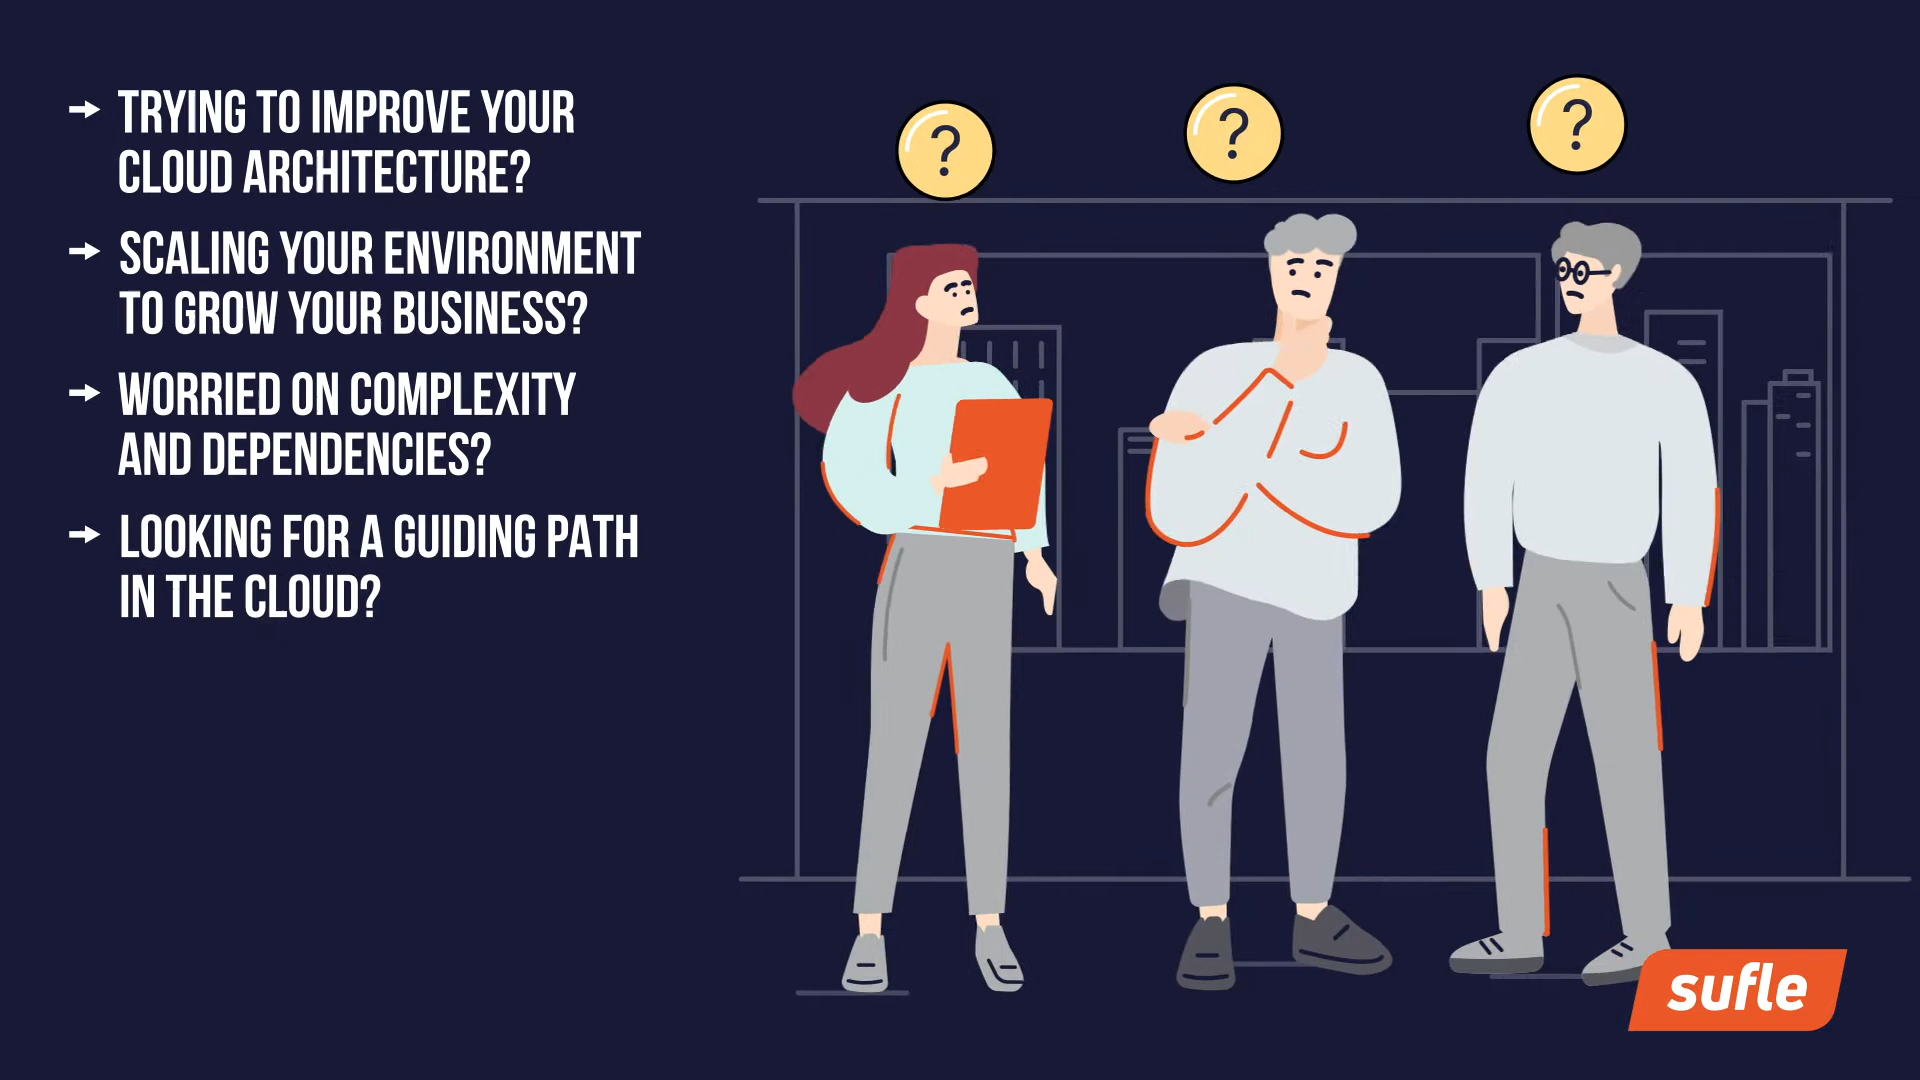 TRYING TO IMPROVE YOUR
CLOUD ARCHITECTURE?
SCALING YOUR ENVIRONMENT
TO GROW YOUR BUSINESS?
WORRIED ON COMPLEXITY
AND DEPENDENCIES?
LOOKING FOR A GUIDING PATH
IN THE CLOUD?
? ? ?
sufle